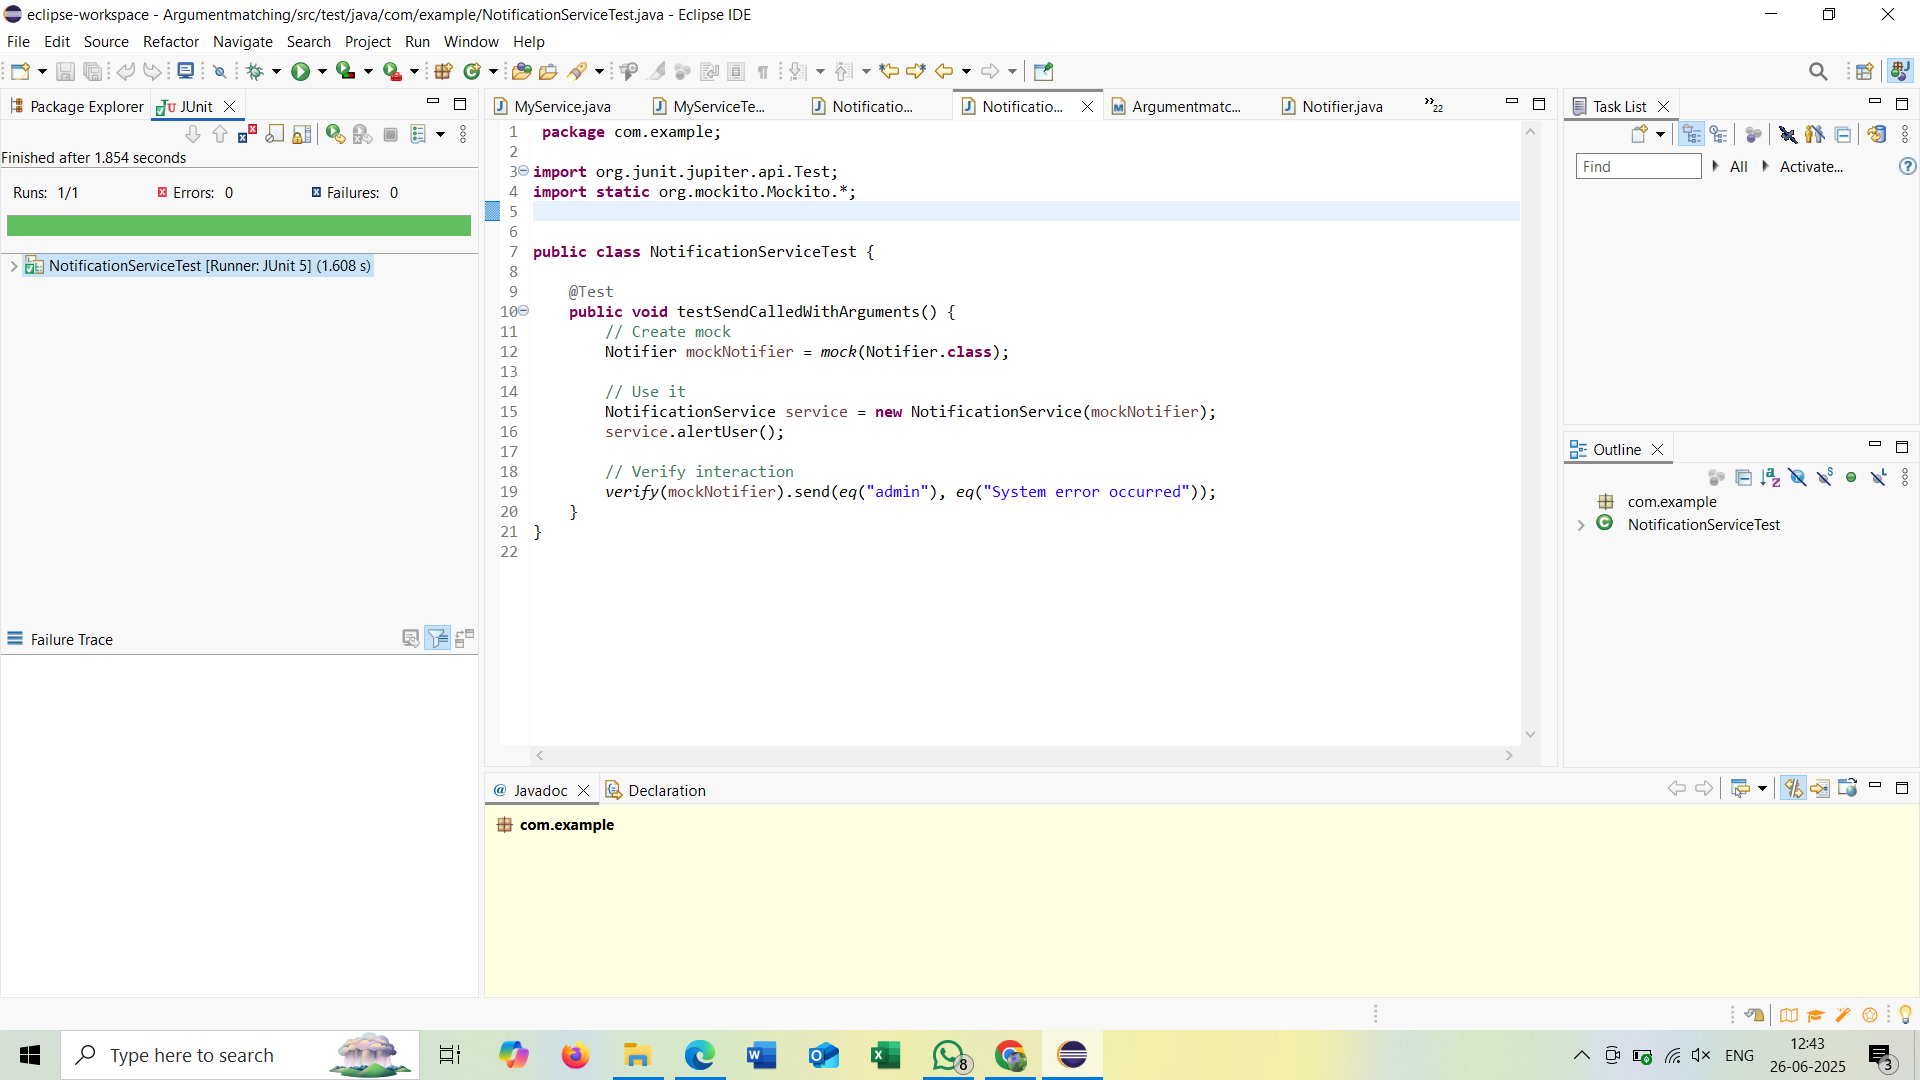 eclipse-workspace - Argumentmatching/src/test/java/com/example/NotificationServiceTest.java - Eclipse IDE
File Edit Source Refactor Navigate Search Project Run Window Help
Package Explorer
JUnit
Finished after 1.854 seconds
Runs: 1/1
Errors: 0
Failures: 0
NotificationServiceTest [Runner: JUnit 5] (1.608 s)
Failure Trace
MyService.java
MyServiceTe...
Notificatio...
Notificatio...
Argumentmatc...
Notifier.java
»22
1 package com.example;
2
3 import org.junit.jupiter.api.Test;
4 import static org.mockito.Mockito.*;
5
6
7 public class NotificationServiceTest {
8
9 @Test
10 public void testSendCalledWithArguments() {
11 // Create mock
12 Notifier mockNotifier = mock(Notifier.class);
13
14 // Use it
15 NotificationService service = new NotificationService(mockNotifier);
16 service.alertUser();
17
18 // Verify interaction
19 verify(mockNotifier).send(eq("admin"), eq("System error occurred"));
20 }
21 }
22
Task List
Find
All
Activate...
Outline
com.example
NotificationServiceTest
@ Javadoc
Declaration
com.example
Type here to search
8
ENG
12:43
26-06-2025
3